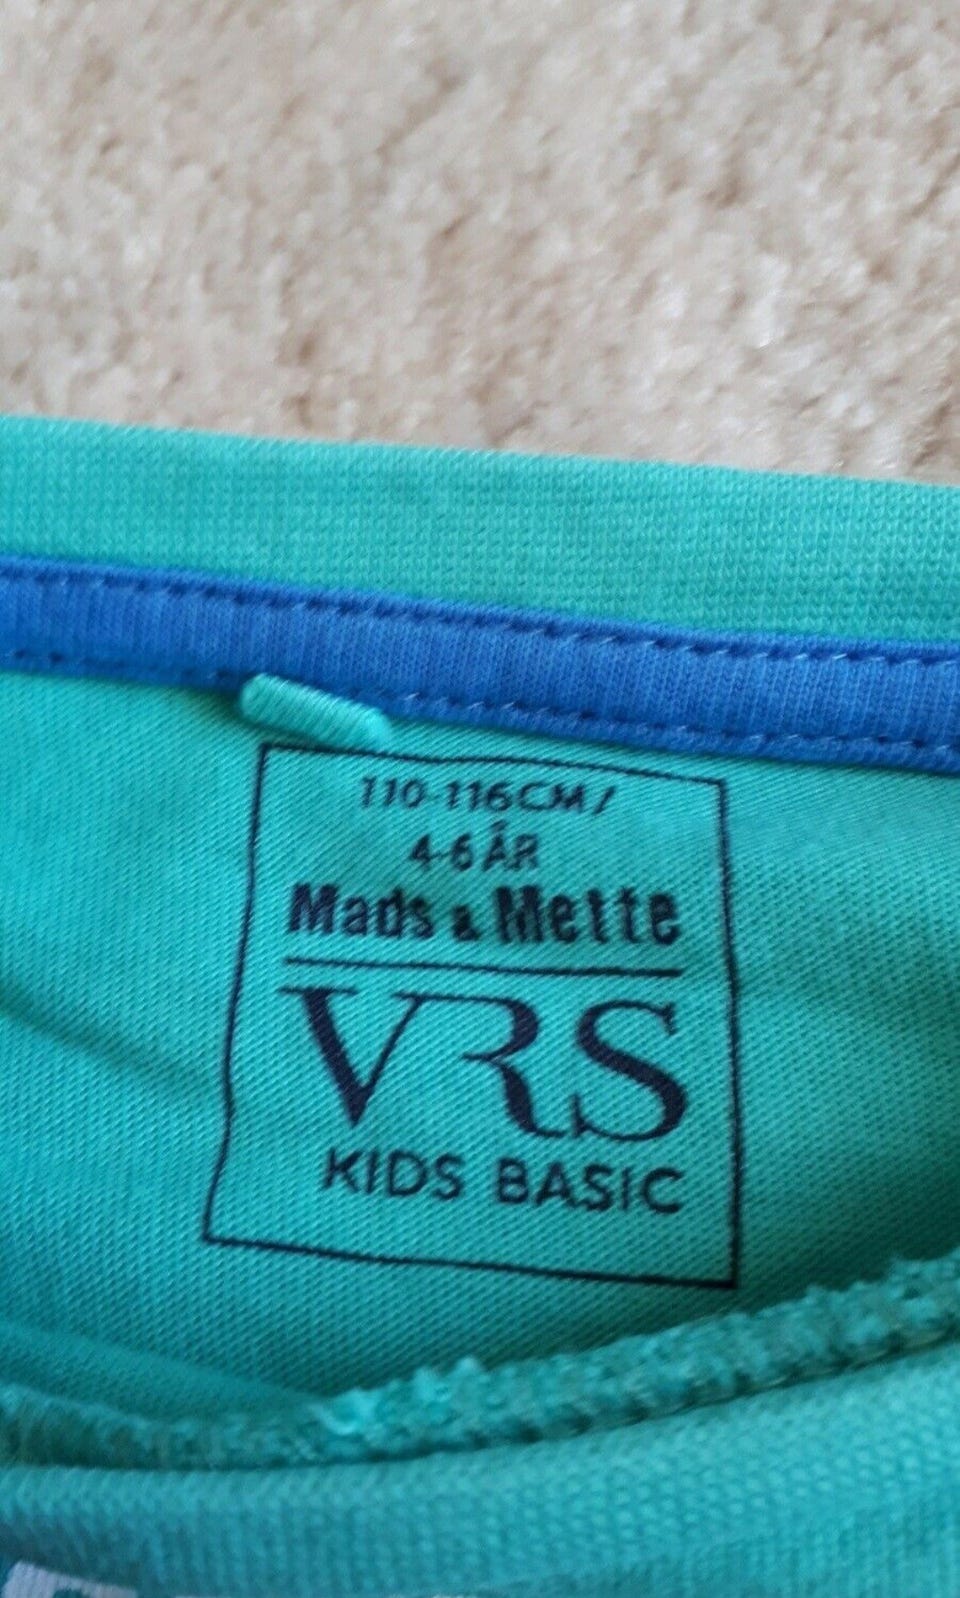 110-116CM/
4-6 ÅR
Mads & Mette
VRS
KIDS BASIC